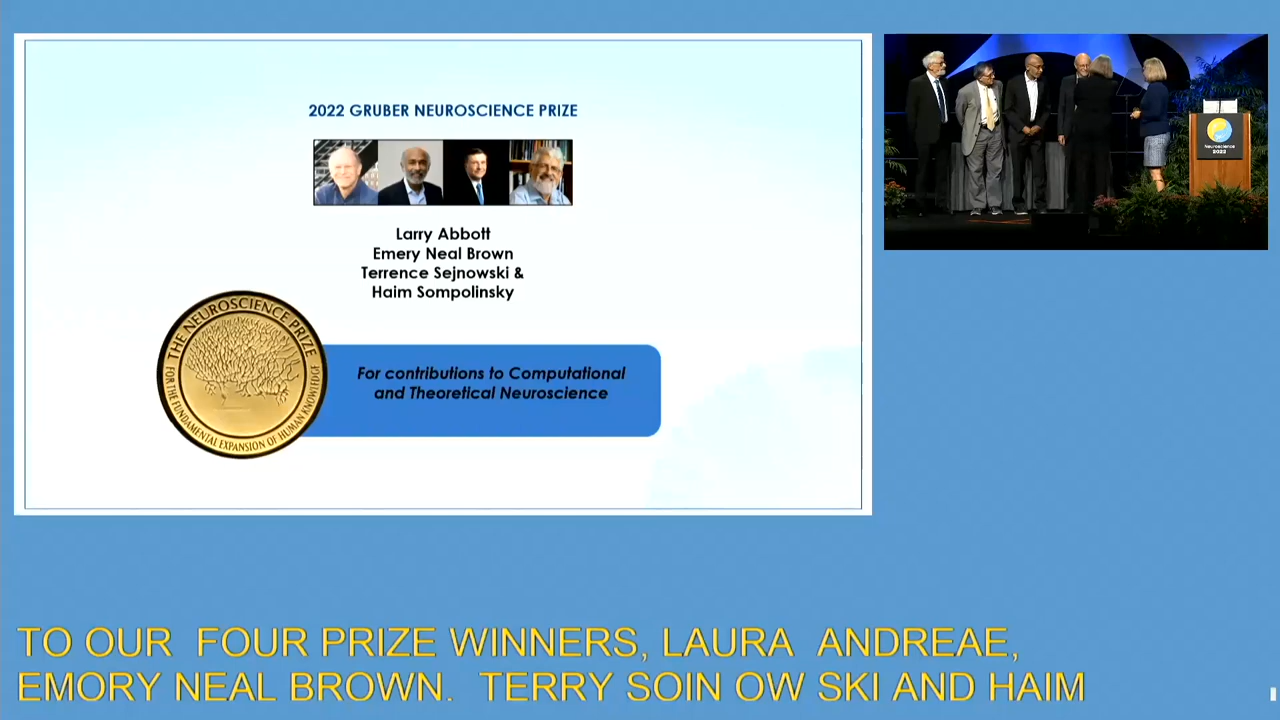 2022 GRUBER NEUROSCIENCE PRIZE
Larry Abbott
Emery Neal Brown
Terrence Sejnowski &
Haim Sompolinsky
THE NEUROSCIENCE PRIZE
FOR THE FUNDAMENTAL EXPANSION OF HUMAN KNOWLEDGE
For contributions to Computational
and Theoretical Neuroscience
Neuroscience
2022
TO OUR FOUR PRIZE WINNERS, LAURA ANDREAE,
EMORY NEAL BROWN. TERRY SOIN OW SKI AND HAIM